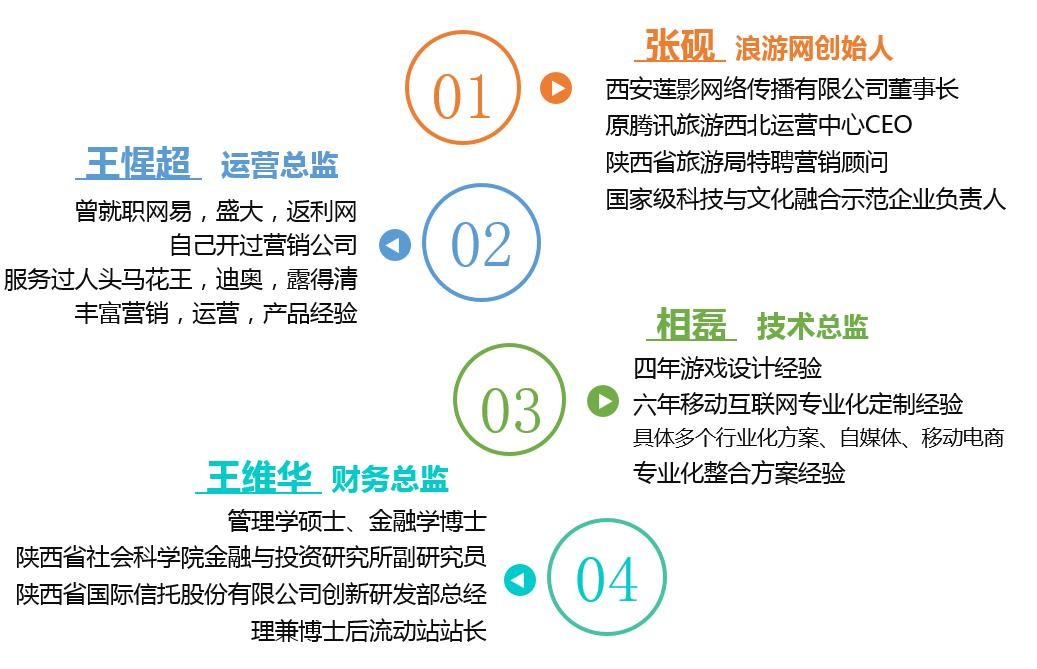 01
张砚 浪游网创始人
西安莲影网络传播有限公司董事长
原腾讯旅游西北运营中心CEO
陕西省旅游局特聘营销顾问
国家级科技与文化融合示范企业负责人
02
王惺超 运营总监
曾就职网易，盛大，返利网
自己开过营销公司
服务过人头马花王，迪奥，露得清
丰富营销，运营，产品经验
03
相磊 技术总监
四年游戏设计经验
六年移动互联网专业化定制经验
具体多个行业化方案、自媒体、移动电商
专业化整合方案经验
04
王维华 财务总监
管理学硕士、金融学博士
陕西省社会科学院金融与投资研究所副研究员
陕西省国际信托股份有限公司创新研发部总经
理兼博士后流动站站长